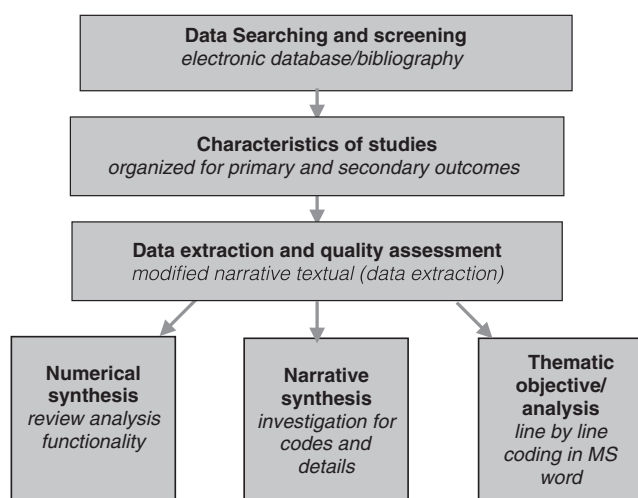 Data Searching and screening
electronic database/bibliography
Characteristics of studies
organized for primary and secondary outcomes
Data extraction and quality assessment
modified narrative textual (data extraction)
Numerical
synthesis
review analysis
functionality
Narrative
synthesis
investigation for
codes and
details
Thematic
objective/
analysis
line by line
coding in MS
word